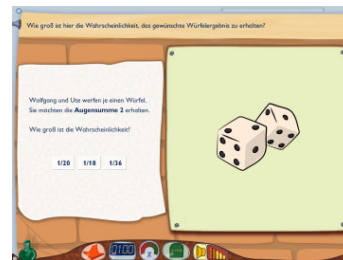 Wie groß ist hier die Wahrscheinlichkeit, das gewünschte Würfelergebnis zu erhalten?
Wolfgang und Ute werfen je einen Würfel.
Sie möchten die Augensumme 2 erhalten.
Wie groß ist die Wahrscheinlichkeit?
1/20 1/18 1/36
0100